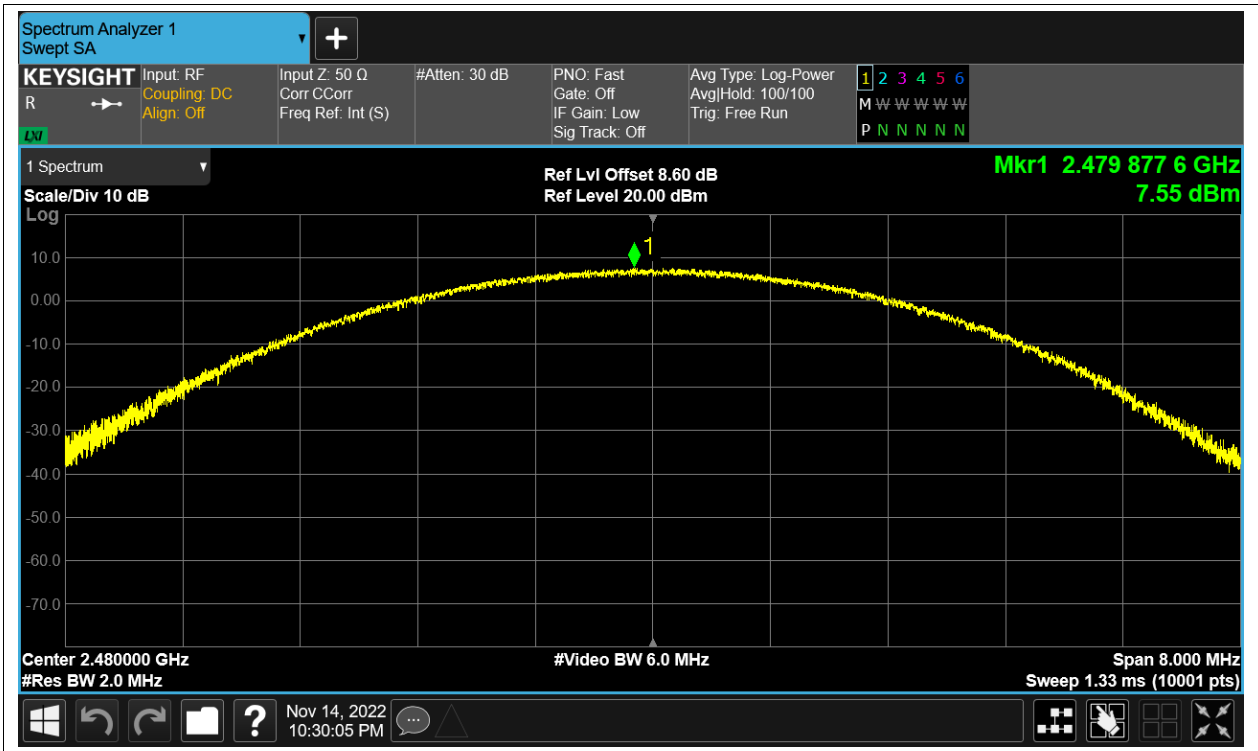 Spectrum Analyzer 1
Swept SA
KEYSIGHT
R
LXI
Input: RF
Coupling: DC
Align: Off
Input Z: 50 Ω
Corr CCorr
Freq Ref: Int (S)
#Atten: 30 dB
PNO: Fast
Gate: Off
IF Gain: Low
Sig Track: Off
Avg Type: Log-Power
Avg|Hold: 100/100
Trig: Free Run
1 2 3 4 5 6
M W W W W W
P N N N N N
1 Spectrum
Scale/Div 10 dB
Log
Ref Lvl Offset 8.60 dB
Ref Level 20.00 dBm
Mkr1 2.479 877 6 GHz
7.55 dBm
1
10.0
0.00
-10.0
-20.0
-30.0
-40.0
-50.0
-60.0
-70.0
Center 2.480000 GHz
#Res BW 2.0 MHz
#Video BW 6.0 MHz
Span 8.000 MHz
Sweep 1.33 ms (10001 pts)
?
Nov 14, 2022
10:30:05 PM